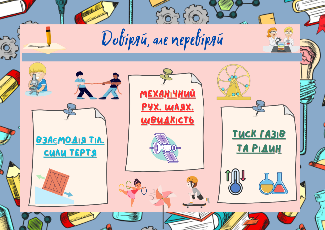 Довіряй, але перевіряй
МЕХАНІЧНИЙ
РУХ. ШЛЯХ.
ШВИДКІСТЬ
ВЗАЄМОДІЯ ТІЛ.
СИЛИ ТЕРТЯ
ТИСК ГАЗІВ
ТА РІДИН